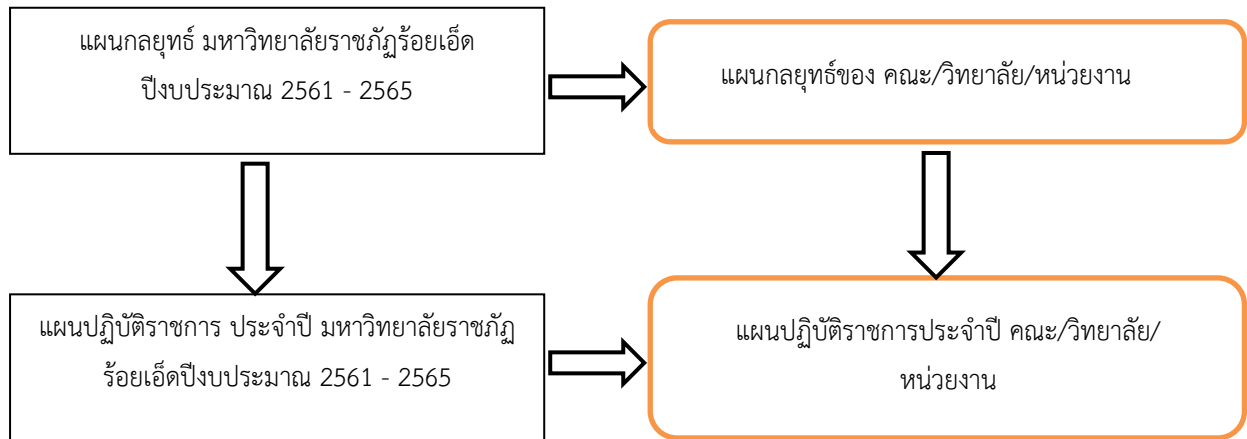 แผนกลยุทธ์ มหาวิทยาลัยราชภัฏร้อยเอ็ด
ปีงบประมาณ 2561 - 2565
แผนกลยุทธ์ของ คณะ/วิทยาลัย/หน่วยงาน
แผนปฏิบัติราชการ ประจำปี มหาวิทยาลัยราชภัฏ
ร้อยเอ็ดปีงบประมาณ 2561 - 2565
แผนปฏิบัติราชการประจำปี คณะ/วิทยาลัย/
หน่วยงาน